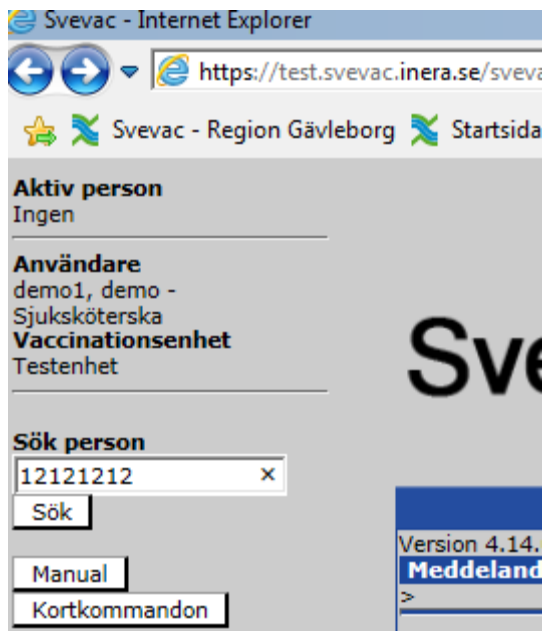 Svevac - Internet Explorer
https://test.svevac.inera.se/sveva
Svevac - Region Gävleborg Startsida
Aktiv person
Ingen
Användare
demo1, demo -
Sjuksköterska
Vaccinationsenhet
Testenhet
Sve
Sök person
12121212 ×
Sök
Version 4.14.
Manual
Meddeland
>
Kortkommandon